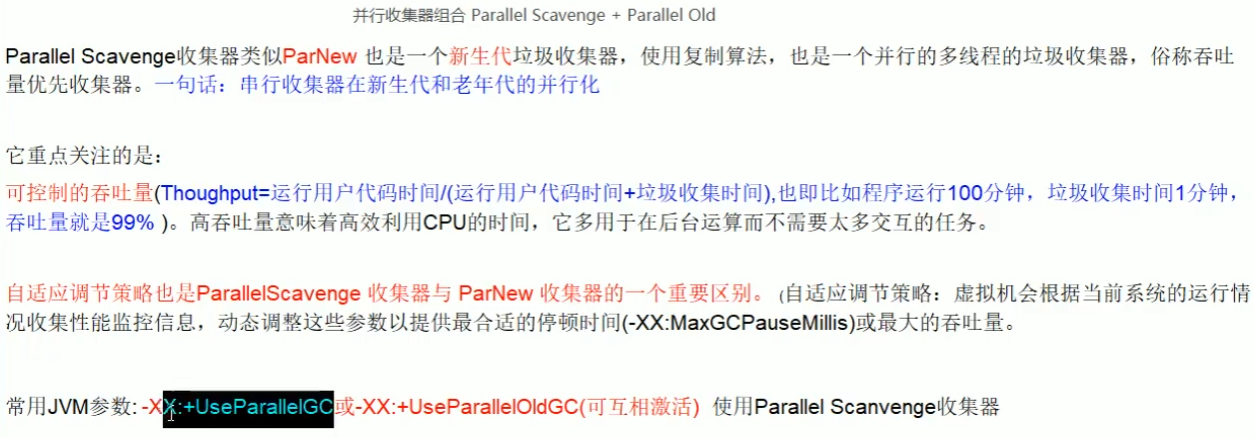 并行收集器组合 Parallel Scavenge + Parallel Old
Parallel Scavenge收集器类似ParNew 也是一个新生代垃圾收集器，使用复制算法，也是一个并行的多线程的垃圾收集器，俗称吞吐
量优先收集器。一句话：串行收集器在新生代和老年代的并行化
它重点关注的是：
可控制的吞吐量(Thoughput=运行用户代码时间/(运行用户代码时间+垃圾收集时间),也即比如程序运行100分钟，垃圾收集时间1分钟，
吞吐量就是99% )。高吞吐量意味着高效利用CPU的时间，它多用于在后台运算而不需要太多交互的任务。
自适应调节策略也是ParallelScavenge 收集器与 ParNew 收集器的一个重要区别。 (自适应调节策略：虚拟机会根据当前系统的运行情
况收集性能监控信息，动态调整这些参数以提供最合适的停顿时间(-XX:MaxGCPauseMillis)或最大的吞吐量。
常用JVM参数: -XX:+UseParallelGC或-XX:+UseParallelOldGC(可互相激活) 使用Parallel Scanvenge收集器